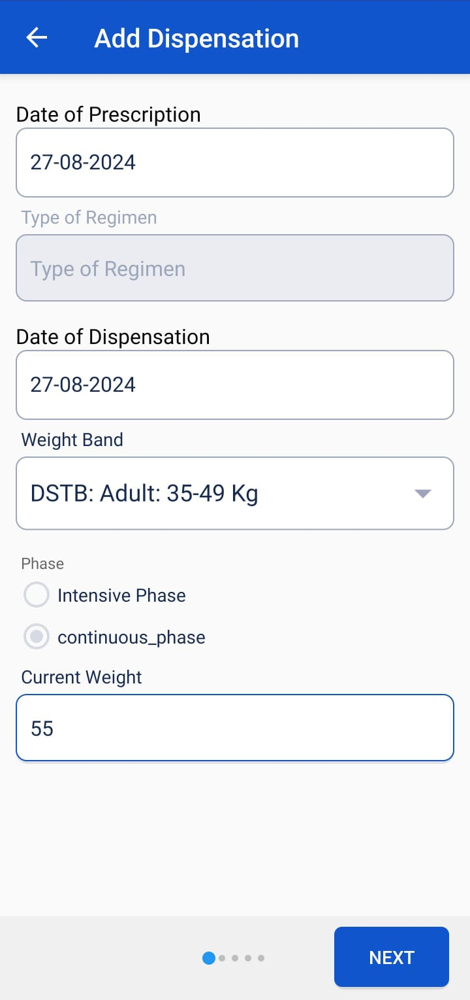 Add Dispensation
Date of Prescription
27-08-2024
Type of Regimen
Type of Regimen
Date of Dispensation
27-08-2024
Weight Band
DSTB: Adult: 35-49 Kg
Phase
Intensive Phase
continuous_phase
Current Weight
55
NEXT